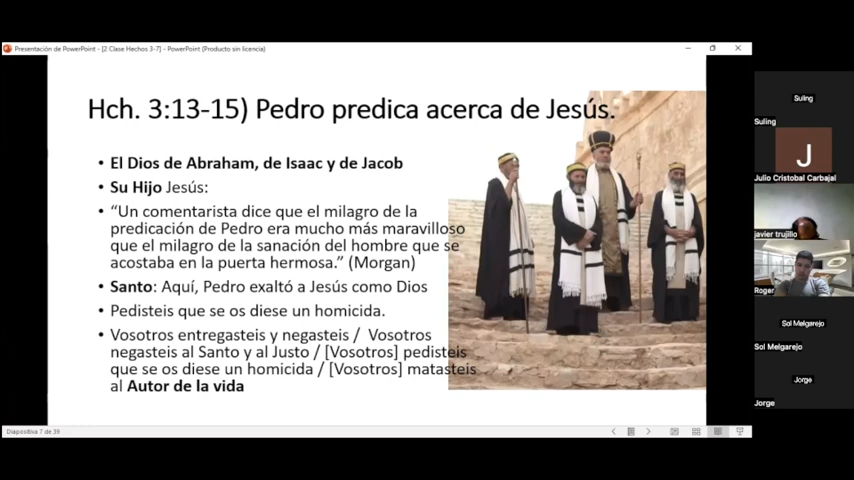 Presentación de PowerPoint - [2 Clase Hechos 3-7] - PowerPoint (Producto sin licencia)
Hch. 3:13-15) Pedro predica acerca de Jesús.
• El Dios de Abraham, de Isaac y de Jacob
• Su Hijo Jesús:
• “Un comentarista dice que el milagro de la
predicación de Pedro era mucho más maravilloso
que el milagro de la sanación del hombre que se
acostaba en la puerta hermosa.” (Morgan)
• Santo: Aquí, Pedro exaltó a Jesús como Dios
• Pedisteis que se os diese un homicida.
• Vosotros entregasteis y negasteis / Vosotros
negasteis al Santo y al Justo / [Vosotros] pedisteis
que se os diese un homicida / [Vosotros] matasteis
al Autor de la vida
Diapositiva 7 de 39
Suling
Suling
J
Julio Cristobal Carbajal
javier trujillo
Roger
Sol Melgarejo
Sol Melgarejo
Jorge
Jorge